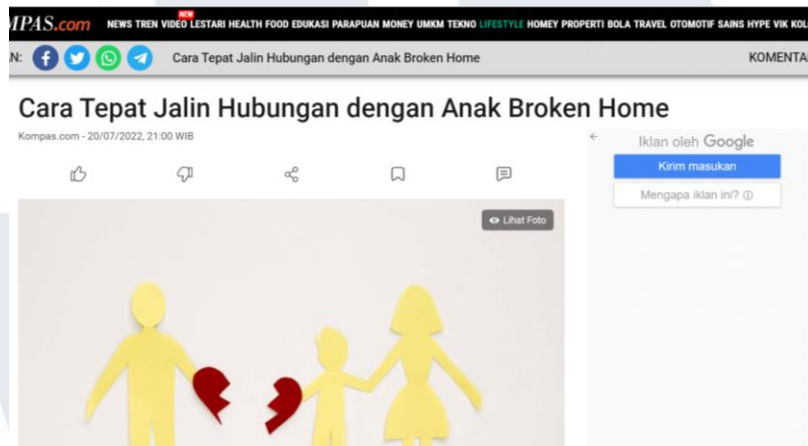 MPAS.com NEWS TREN VIDEO NEW LESTARI HEALTH FOOD EDUKASI PARAPUAN MONEY UMKM TEKNO LIFESTYLE HOMEY PROPERTI BOLA TRAVEL OTOMOTIF SAINS HYPE VIK KOL
N: Cara Tepat Jalin Hubungan dengan Anak Broken Home KOMENTA
Cara Tepat Jalin Hubungan dengan Anak Broken Home
Kompas.com - 20/07/2022, 21:00 WIB
Iklan oleh Google
Kirim masukan
Mengapa iklan ini?
Lihat Foto